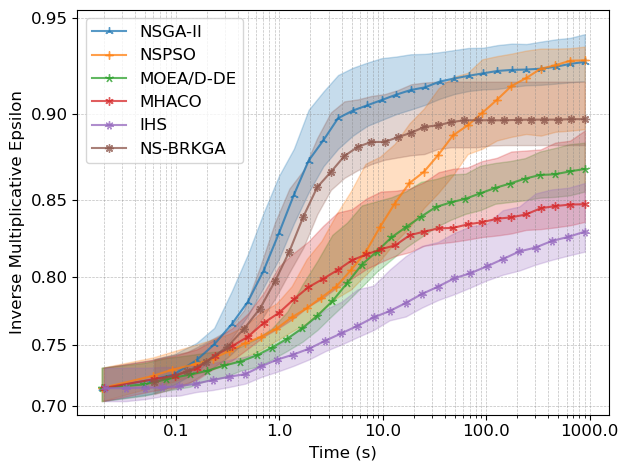 NSGA-II
NSPSO
MOEA/D-DE
MHACO
IHS
NS-BRKGA
Inverse Multiplicative Epsilon
0.95
0.90
0.85
0.80
0.75
0.70
0.1 1.0 10.0 100.0 1000.0
Time (s)